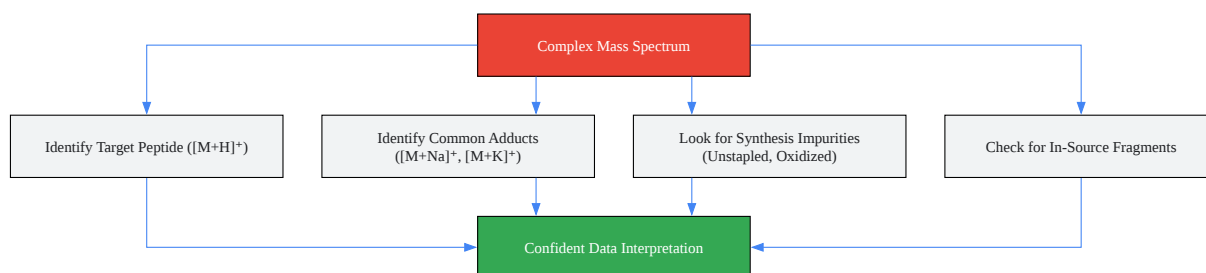 Complex Mass Spectrum
Identify Target Peptide ([M+H]⁺)
Identify Common Adducts
([M+Na]⁺, [M+K]⁺)
Look for Synthesis Impurities
(Unstapled, Oxidized)
Check for In-Source Fragments
Confident Data Interpretation